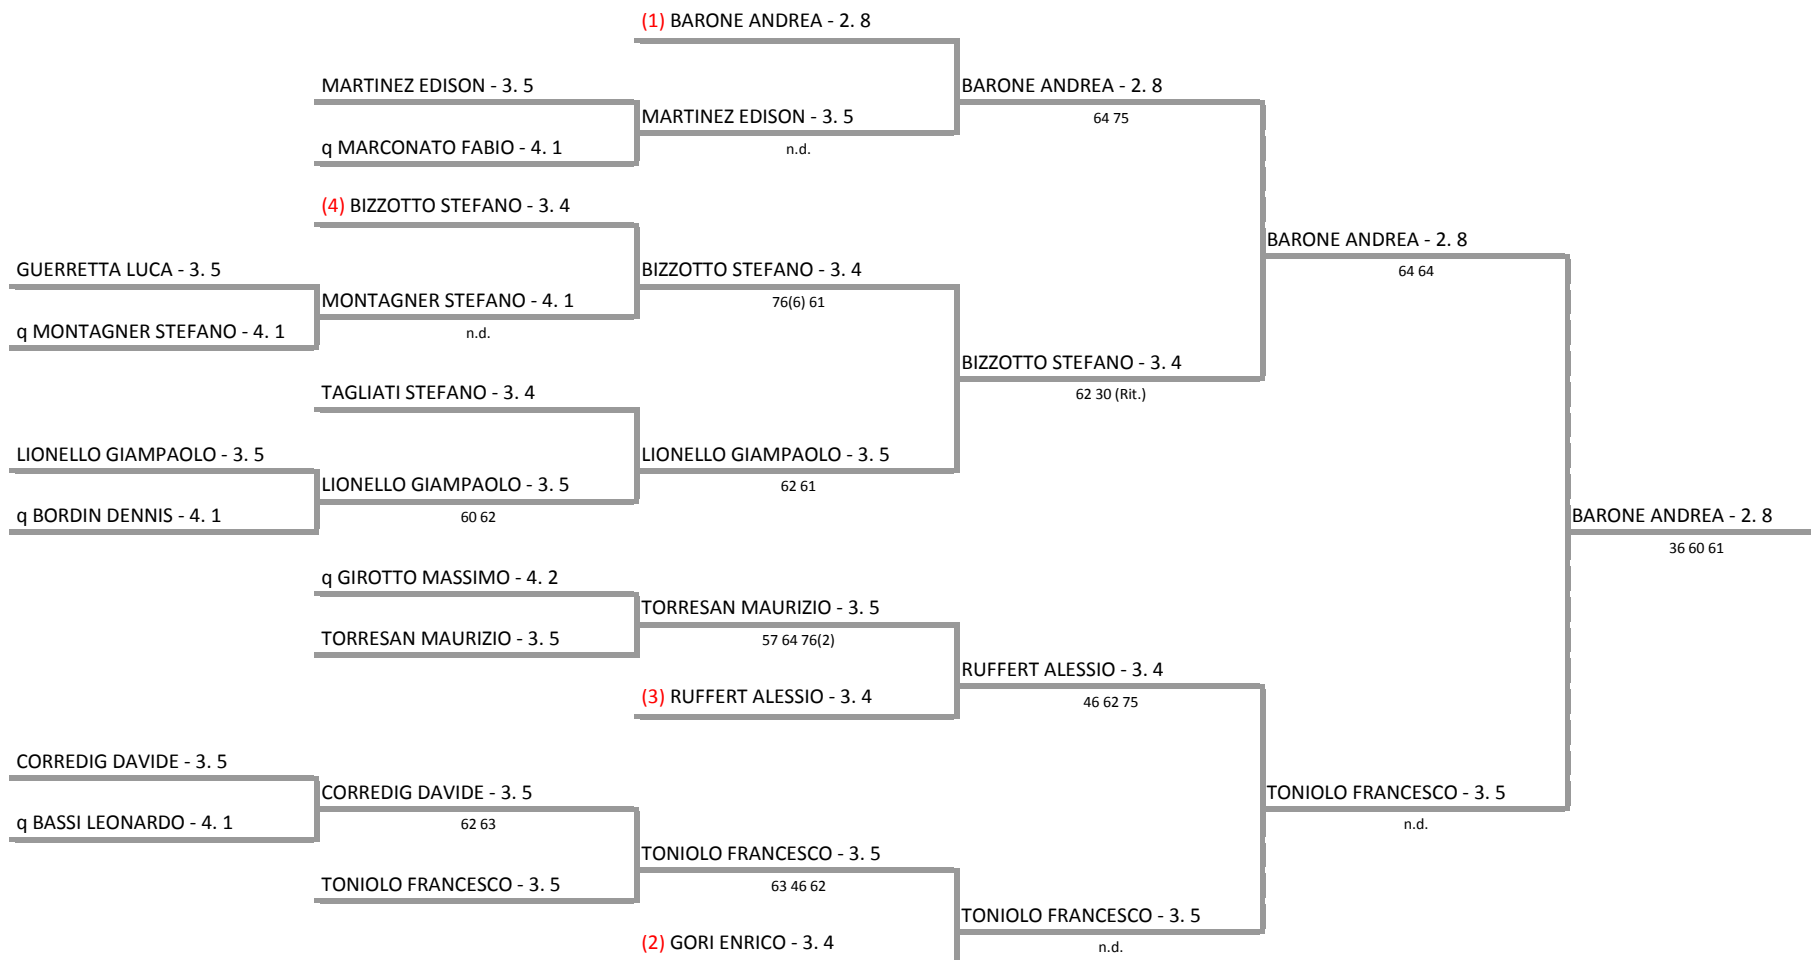 (1) BARONE ANDREA - 2. 8
MARTINEZ EDISON - 3. 5
BARONE ANDREA - 2. 8
MARTINEZ EDISON - 3. 5
64 75
q MARCONATO FABIO - 4. 1
n.d.
(4) BIZZOTTO STEFANO - 3. 4
BARONE ANDREA - 2. 8
GUERRETTA LUCA - 3. 5
BIZZOTTO STEFANO - 3. 4
64 64
MONTAGNER STEFANO - 4. 1
76(6) 61
q MONTAGNER STEFANO - 4. 1
n.d.
BIZZOTTO STEFANO - 3. 4
TAGLIATI STEFANO - 3. 4
62 30 (Rit.)
LIONELLO GIAMPAOLO - 3. 5
LIONELLO GIAMPAOLO - 3. 5
LIONELLO GIAMPAOLO - 3. 5
62 61
q BORDIN DENNIS - 4. 1
60 62
BARONE ANDREA - 2. 8
36 60 61
q GIROTTO MASSIMO - 4. 2
TORRESAN MAURIZIO - 3. 5
TORRESAN MAURIZIO - 3. 5
57 64 76(2)
RUFFERT ALESSIO - 3. 4
(3) RUFFERT ALESSIO - 3. 4
46 62 75
CORREDIG DAVIDE - 3. 5
CORREDIG DAVIDE - 3. 5
TONIOLO FRANCESCO - 3. 5
q BASSI LEONARDO - 4. 1
62 63
n.d.
TONIOLO FRANCESCO - 3. 5
TONIOLO FRANCESCO - 3. 5
63 46 62
TONIOLO FRANCESCO - 3. 5
(2) GORI ENRICO - 3. 4
n.d.